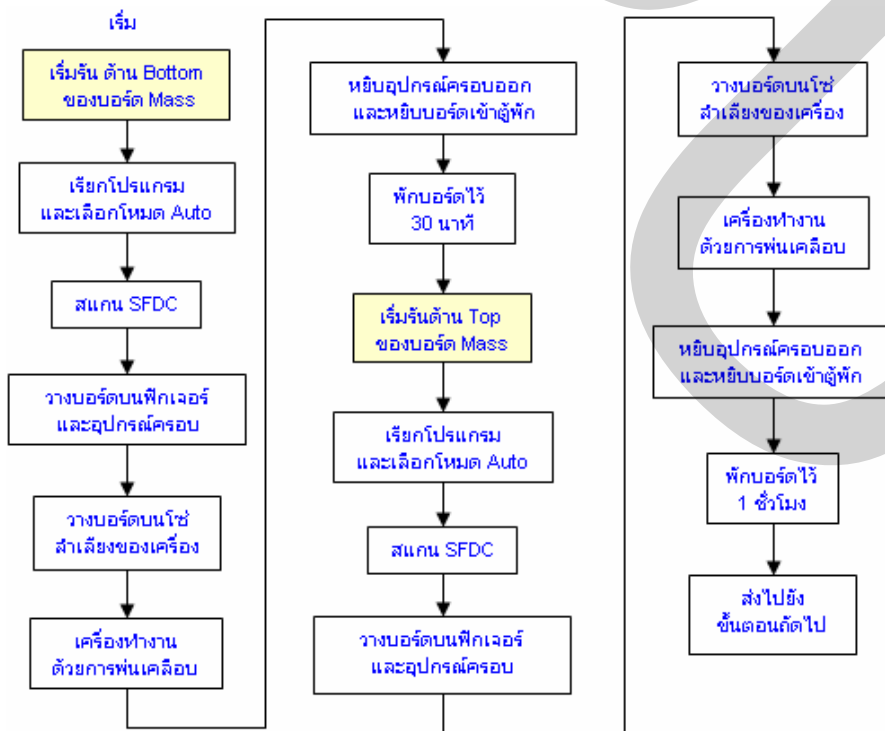 เริ่ม
เริ่มรัน ด้าน Bottom
ของบอร์ด Mass
เรียกโปรแกรม
และเลือกโหมด Auto
สแกน SFDC
วางบอร์ดบนฟิกเจอร์
และอุปกรณ์ครอบ
วางบอร์ดบนโซ่
ลำเลียงของเครื่อง
เครื่องทำงาน
ด้วยการพ่นเคลือบ
หยิบอุปกรณ์ครอบออก
และหยิบบอร์ดเข้าตู้พัก
พักบอร์ดไว้
30 นาที
เริ่มรันด้าน Top
ของบอร์ด Mass
เรียกโปรแกรม
และเลือกโหมด Auto
สแกน SFDC
วางบอร์ดบนฟิกเจอร์
และอุปกรณ์ครอบ
วางบอร์ดบนโซ่
ลำเลียงของเครื่อง
เครื่องทำงาน
ด้วยการพ่นเคลือบ
หยิบอุปกรณ์ครอบออก
และหยิบบอร์ดเข้าตู้พัก
พักบอร์ดไว้
1 ชั่วโมง
ส่งไปยัง
ขั้นตอนถัดไป